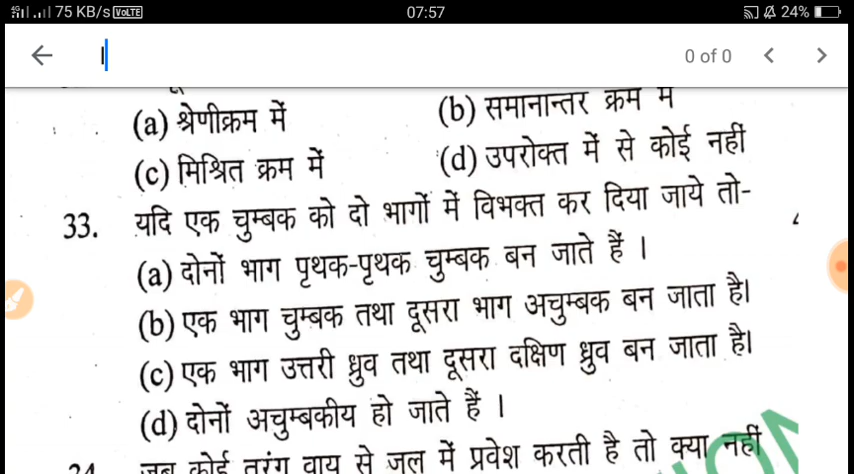 4G 75 KB/s VoLTE 07:57 24%
0 of 0
(a) श्रेणीक्रम में (b) समानान्तर क्रम में
(c) मिश्रित क्रम में (d) उपरोक्त में से कोई नहीं
33. यदि एक चुम्बक को दो भागों में विभक्त कर दिया जाये तो-
(a) दोनों भाग पृथक-पृथक चुम्बक बन जाते हैं ।
(b) एक भाग चुम्बक तथा दूसरा भाग अचुम्बक बन जाता है।
(c) एक भाग उत्तरी ध्रुव तथा दूसरा दक्षिण ध्रुव बन जाता है।
(d) दोनों अचुम्बकीय हो जाते हैं ।
जब कोई तरंग वायु से जल में प्रवेश करती है तो क्या नहीं